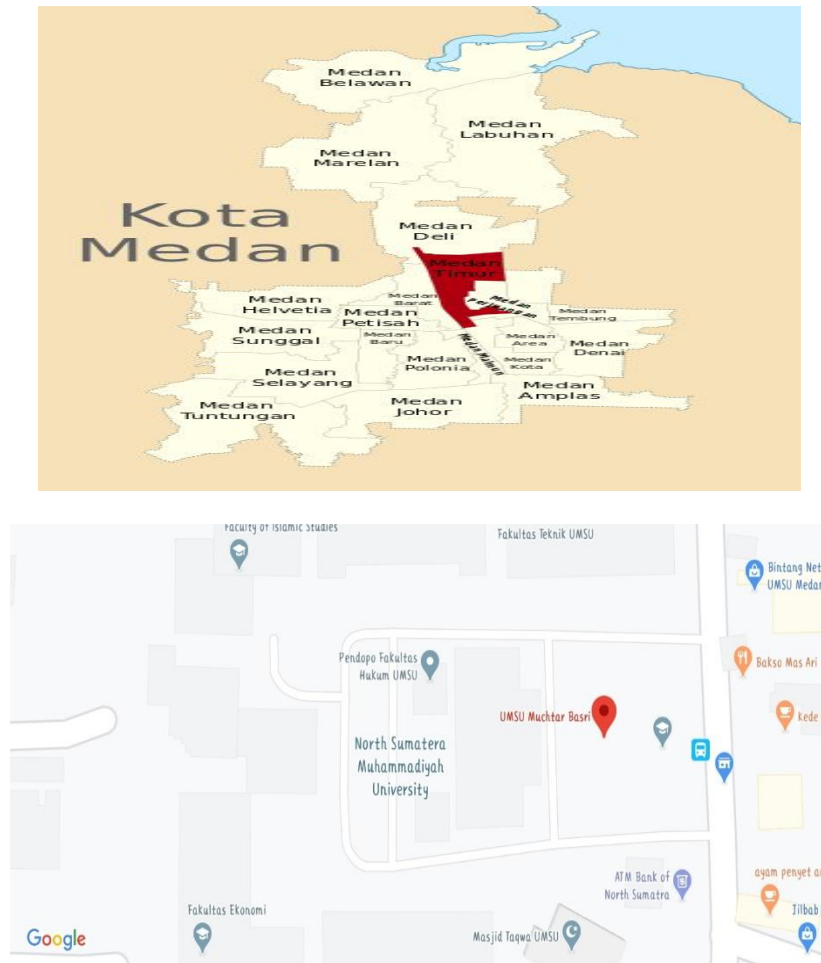 Medan
Belawan
Medan
Labuhan
Medan
Marelan
Kota
Medan
Medan
Deli
Medan
Timur
Medan
Perjuangan
Medan
Helvetia
Medan
Barat
Medan
Petisah
Medan
Tembung
Medan
Sunggal
Medan
Baru
Medan
Area
Medan
Denai
Medan Maimun
Medan
Polonia
Medan
Kota
Medan
Selayang
Medan
Amplas
Medan
Tuntungan
Medan
Johor
Faculty of Islamic Studies
Fakultas Teknik UMSU
Bintang Net
UMSU Medan
Pendopo Fakultas
Hukum UMSU
Bakso Mas Ari
UMSU Muchtar Basri
kede
North Sumatera
Muhammadiyah
University
ATM Bank of
North Sumatra
ayam penyet
Fakultas Ekonomi
Jilbab
Google
Masjid Taqwa UMSU